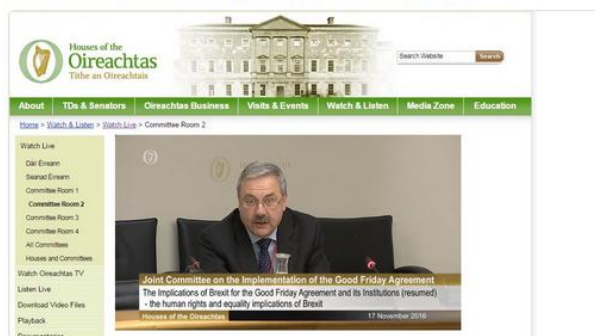 Houses of the
Oireachtas
Tithe an Oireachtais
Search Website
Search
About TDs & Senators Oireachtas Business Visits & Events Watch & Listen Media Zone Education
Home > Watch & Listen > Watch Live > Committee Room 2
Watch Live
Dáil Éireann
Seanad Éireann
Committee Room 1
Committee Room 2
Committee Room 3
Committee Room 4
All Committees
Houses and Committees
Watch Oireachtas TV
Listen Live
Download Video Files
Playback
Documentaries
Joint Committee on the Implementation of the Good Friday Agreement
The Implications of Brexit for the Good Friday Agreement and its Institutions (resumed)
- the human rights and equality implications of Brexit
Houses of the Oireachtas 17 November 2016